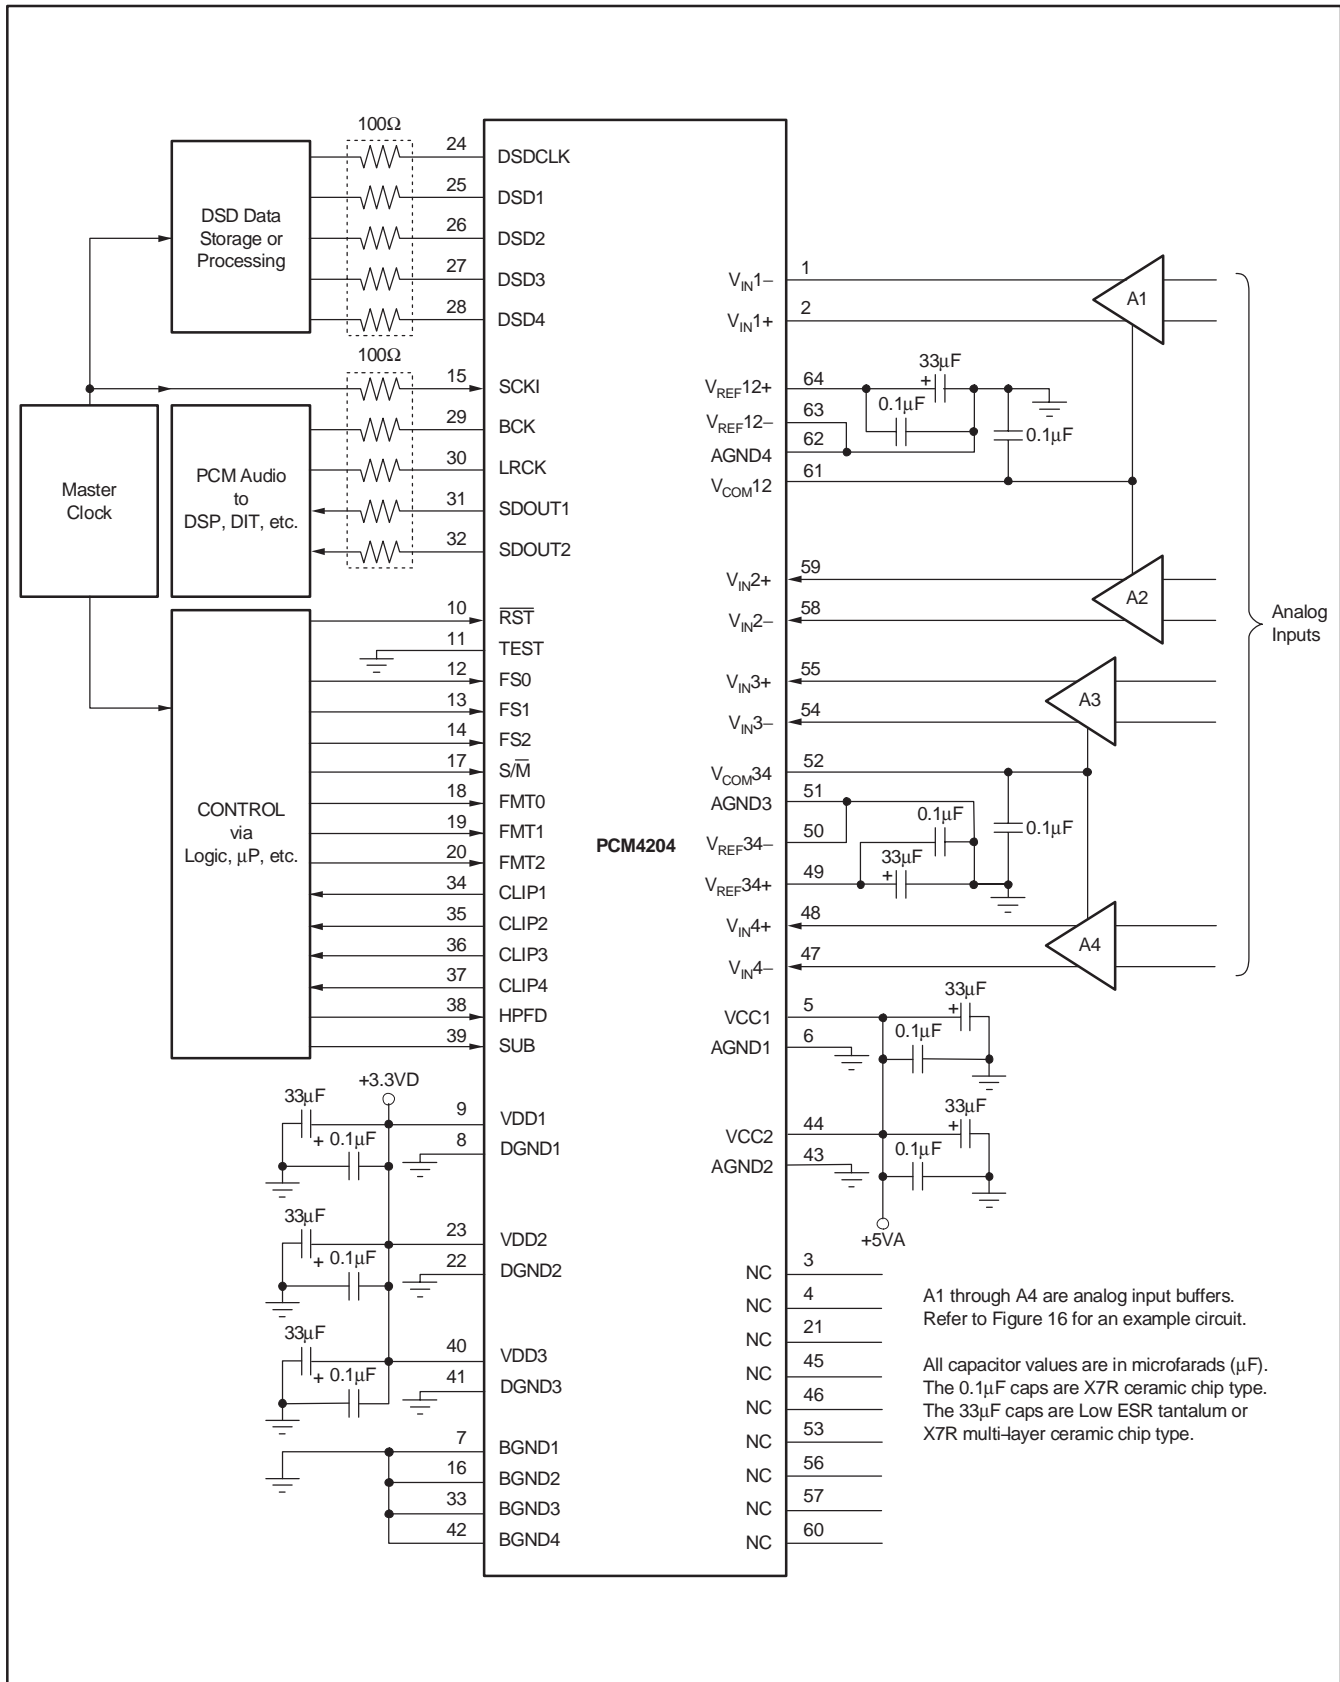 100Ω
24
DSDCLK
25
DSD1
DSD Data
Storage or
Processing
26
DSD2
27
DSD3
28
DSD4
100Ω
15
SCKI
29
BCK
30
LRCK
31
SDOUT1
32
SDOUT2
Master
Clock
PCM Audio
to
DSP, DIT, etc.
10
RST
11
TEST
12
FS0
13
FS1
14
FS2
17
S/M
18
FMT0
19
FMT1
20
FMT2
34
CLIP1
35
CLIP2
36
CLIP3
37
CLIP4
38
HPFD
39
SUB
CONTROL
via
Logic, μP, etc.
+3.3VD
33μF
+ 0.1μF
9
VDD1
8
DGND1
33μF
+ 0.1μF
23
VDD2
22
DGND2
33μF
+ 0.1μF
40
VDD3
41
DGND3
7
BGND1
16
BGND2
33
BGND3
42
BGND4
PCM4204
VIN1–
1
VIN1+
2
A1
VREF12+
64
33μF
+
0.1μF
VREF12–
63
0.1μF
AGND4
62
VCOM12
61
VIN2+
59
VIN2–
58
A2
Analog
Inputs
VIN3+
55
VIN3–
54
A3
VCOM34
52
AGND3
51
0.1μF
0.1μF
VREF34–
50
33μF
+
VREF34+
49
VIN4+
48
VIN4–
47
A4
VCC1
5
33μF
+
0.1μF
AGND1
6
VCC2
44
33μF
+
0.1μF
AGND2
43
+5VA
NC
3
NC
4
NC
21
NC
45
NC
46
NC
53
NC
56
NC
57
NC
60
A1 through A4 are analog input buffers.
Refer to Figure 16 for an example circuit.
All capacitor values are in microfarads (μF).
The 0.1μF caps are X7R ceramic chip type.
The 33μF caps are Low ESR tantalum or
X7R multi-layer ceramic chip type.